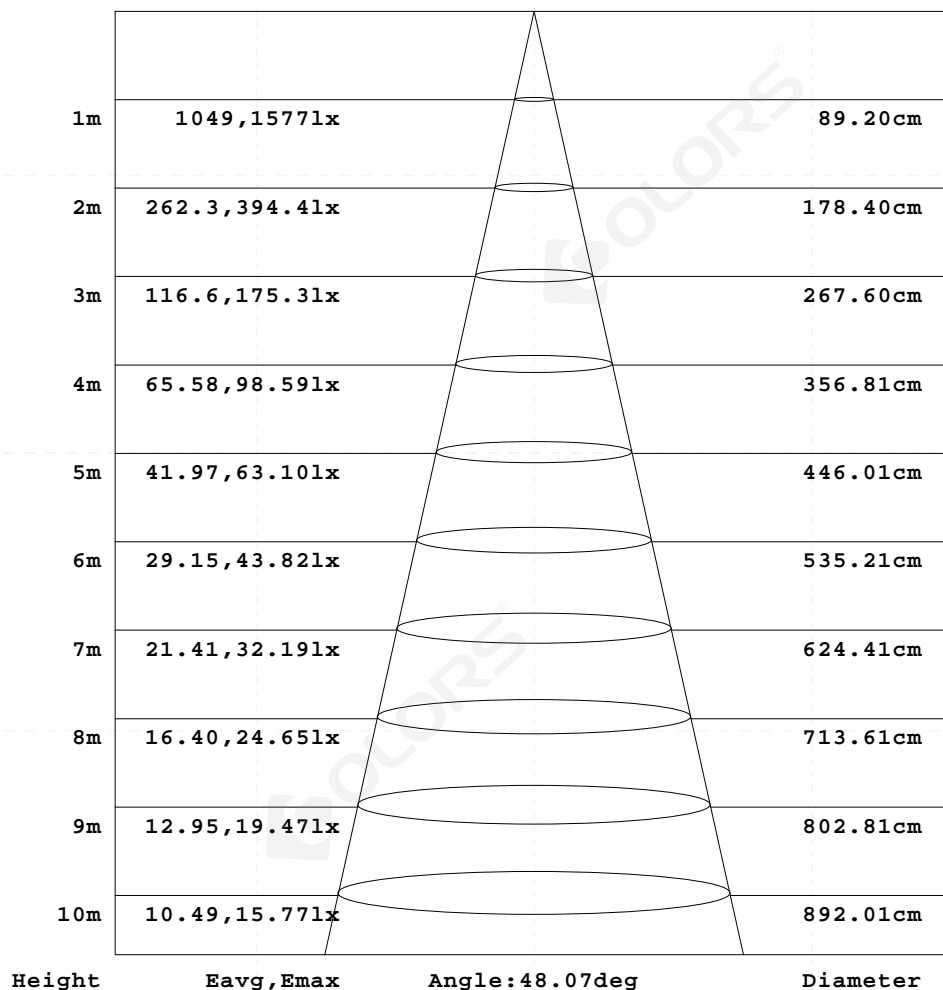 1m 1049,1577lx 89.20cm
2m 262.3,394.4lx 178.40cm
3m 116.6,175.3lx 267.60cm
4m 65.58,98.59lx 356.81cm
5m 41.97,63.10lx 446.01cm
6m 29.15,43.82lx 535.21cm
7m 21.41,32.19lx 624.41cm
8m 16.40,24.65lx 713.61cm
9m 12.95,19.47lx 802.81cm
10m 10.49,15.77lx 892.01cm
Height Eavg,Emax Angle:48.07deg Diameter
COLORS®
COLORS®